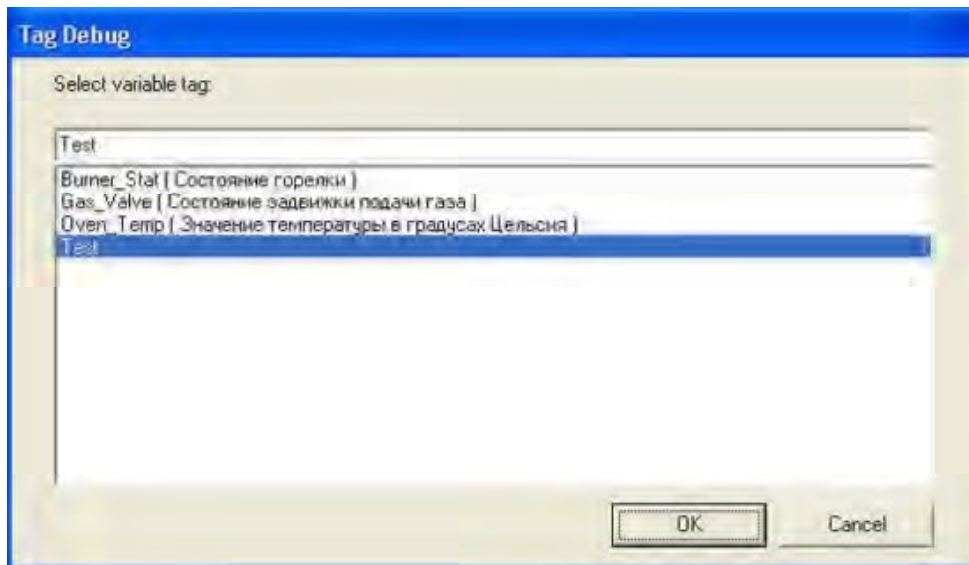 Tag Debug
Select variable tag:
Test
Burner_Stat ( Состояние горелки )
Gas_Valve ( Состояние задвижки подачи газа )
Oven_Temp ( Значение температуры в градусах Цельсия )
Test
OK
Cancel